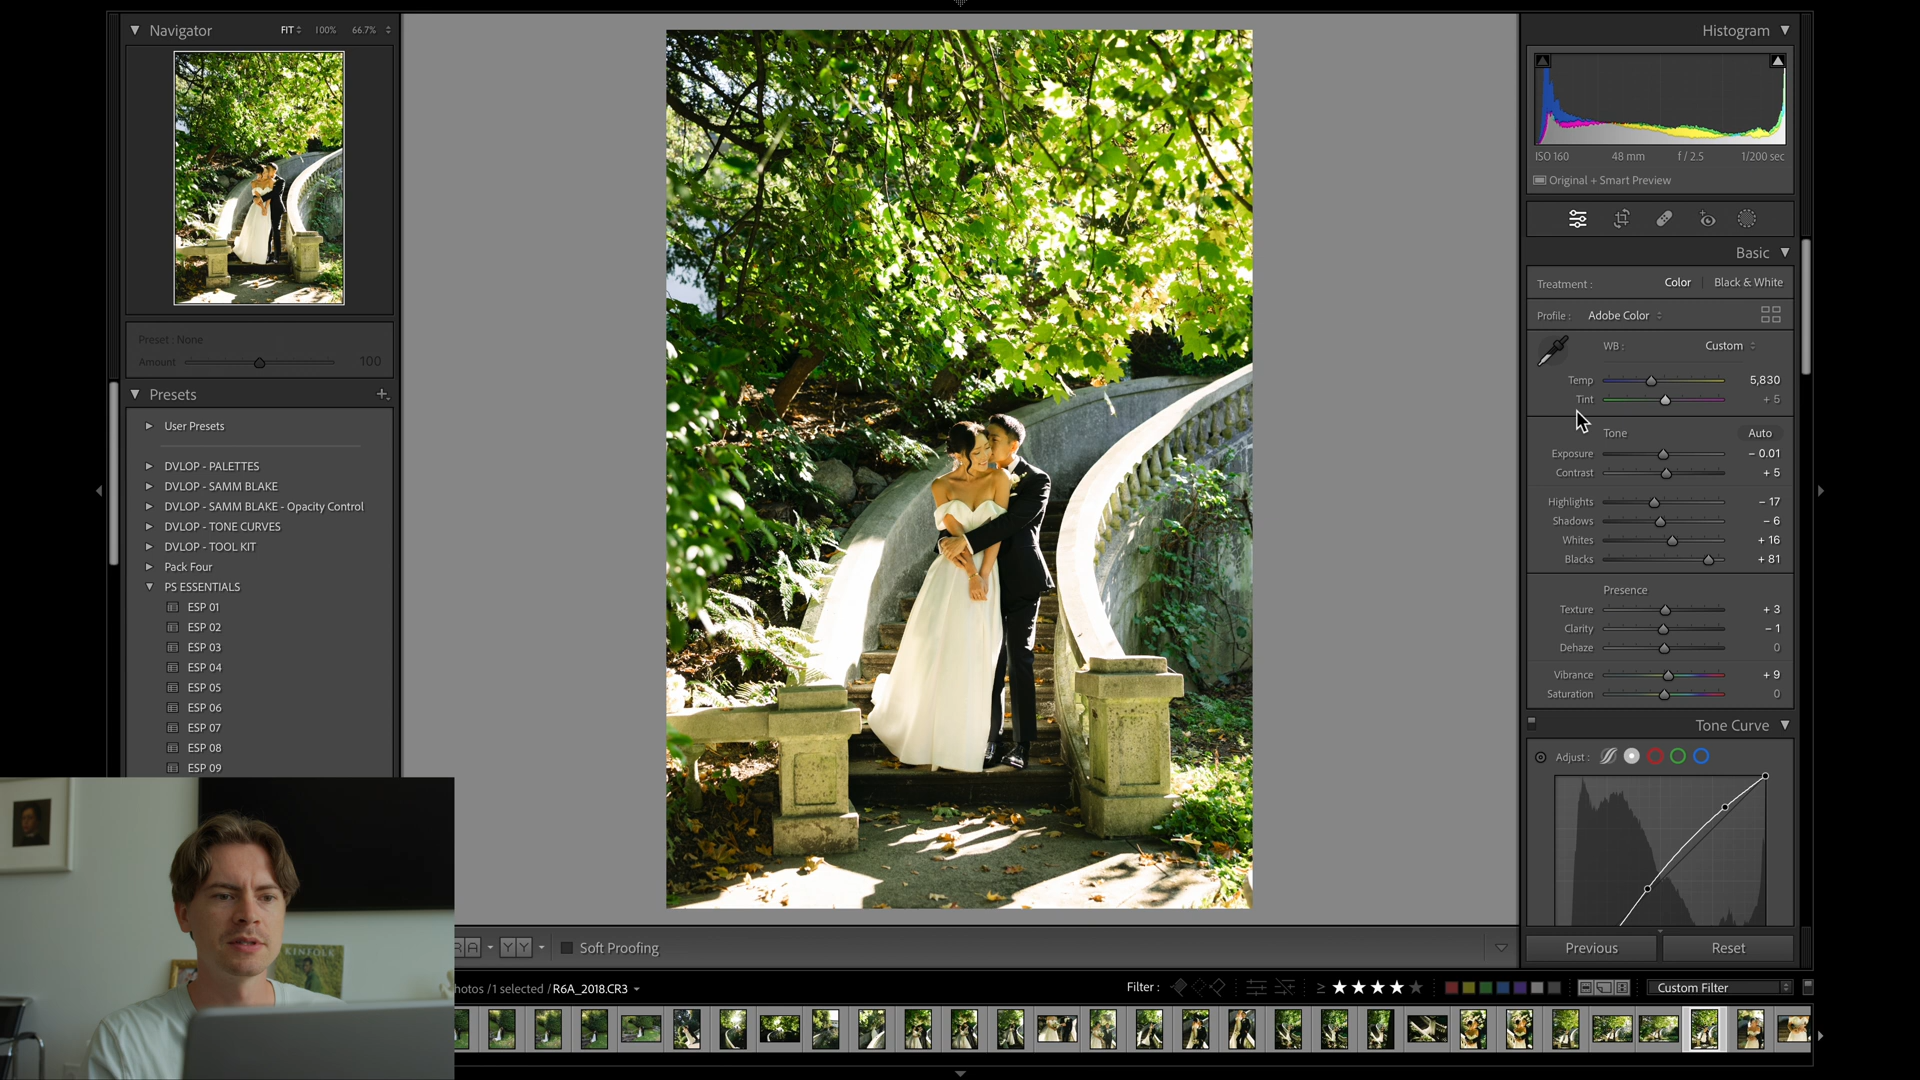 Navigator FIT 100% 66.7%
Preset : None
Amount 100
Presets
User Presets
DVLOP - PALETTES
DVLOP - SAMM BLAKE
DVLOP - SAMM BLAKE - Opacity Control
DVLOP - TONE CURVES
DVLOP - TOOL KIT
Pack Four
PS ESSENTIALS
ESP 01
ESP 02
ESP 03
ESP 04
ESP 05
ESP 06
ESP 07
ESP 08
ESP 09
KINFOLK
Histogram
ISO 160 48 mm f / 2.5 1/200 sec
Original + Smart Preview
Basic
Treatment : Color Black & White
Profile : Adobe Color
WB : Custom
Temp 5,830
Tint + 5
Tone Auto
Exposure − 0.01
Contrast + 5
Highlights − 17
Shadows − 6
Whites + 16
Blacks + 81
Presence
Texture + 3
Clarity − 1
Dehaze 0
Vibrance + 9
Saturation 0
Tone Curve
Adjust :
Previous Reset
R A Y Y Soft Proofing
hotos / 1 selected / R6A_2018.CR3
Filter : ≥ ★★★★★ Custom Filter